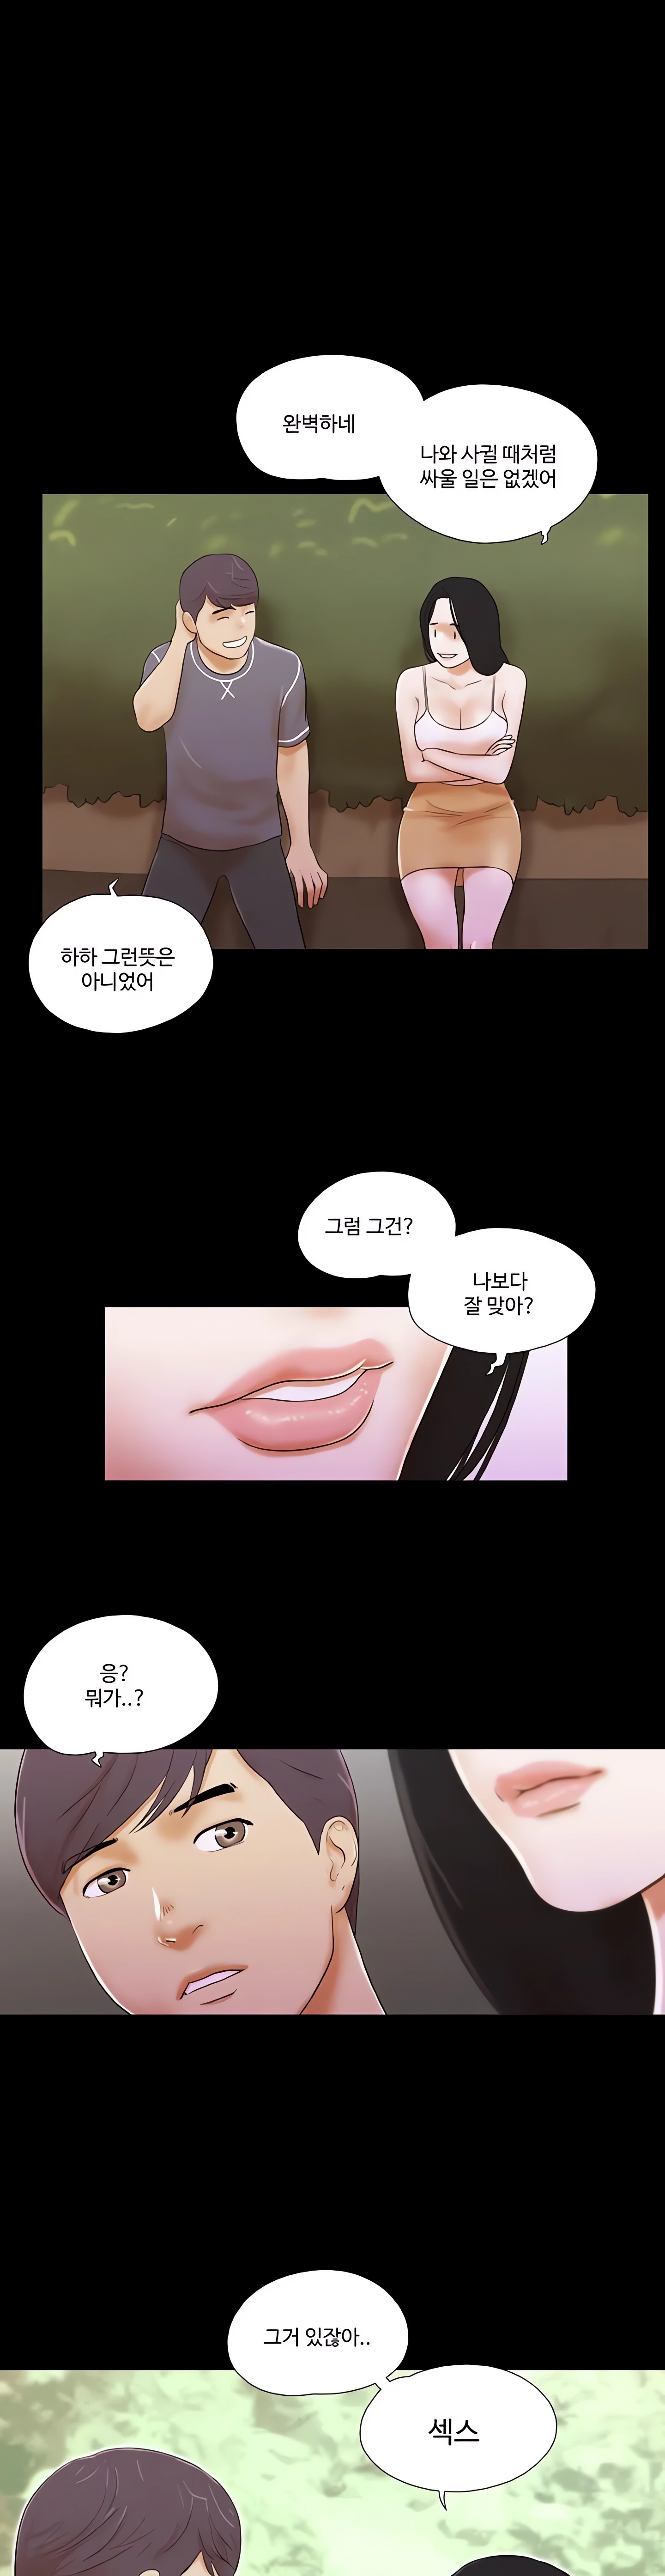 완벽하네
나와 사귈 때처럼
싸울 일은 없겠어
하하 그런뜻은
아니었어
그럼 그건?
나보다
잘 맞아?
응?
뭐가..?
그거 있잖아..
섹스